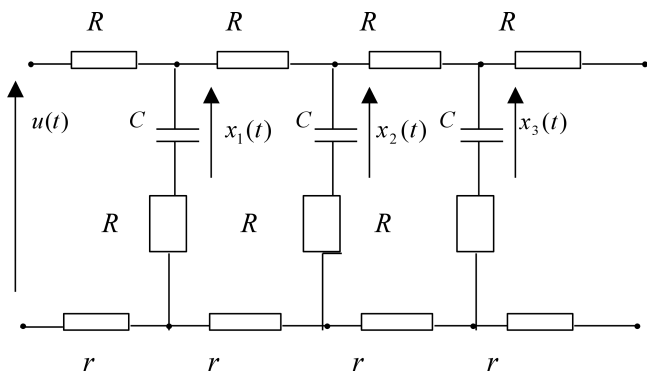 R R R R
u(t) C x₁(t) C x₂(t) C x₃(t)
R R R
r r r r